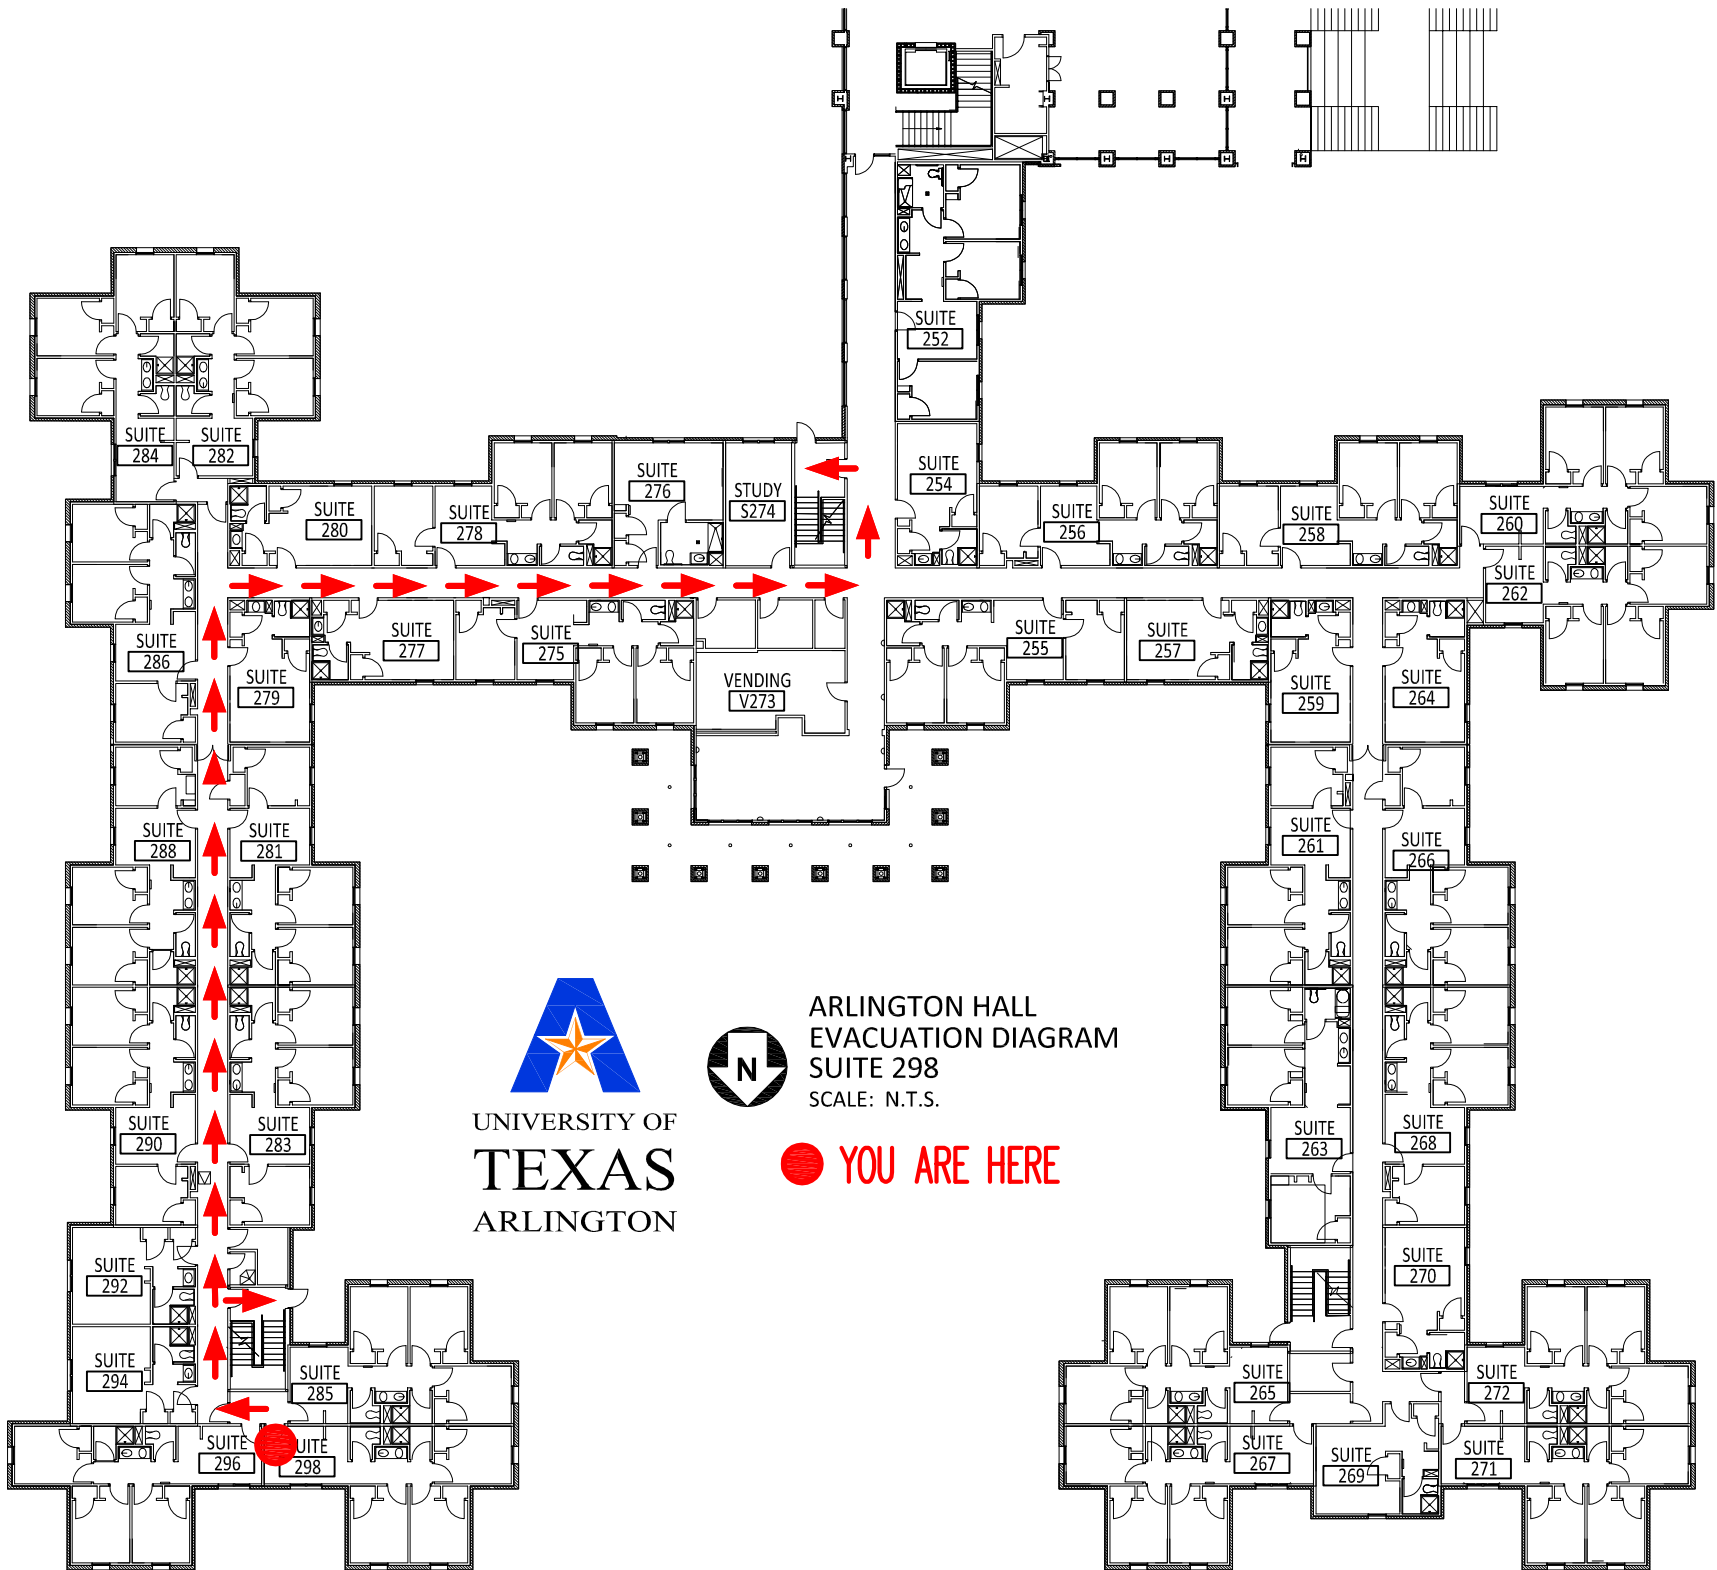 SUITE
252
SUITE
284
SUITE
282
SUITE
280
SUITE
278
SUITE
276
STUDY
S274
SUITE
254
SUITE
256
SUITE
258
SUITE
260
SUITE
262
SUITE
286
SUITE
279
SUITE
277
SUITE
275
VENDING
V273
SUITE
255
SUITE
257
SUITE
259
SUITE
264
SUITE
288
SUITE
281
SUITE
261
SUITE
266
SUITE
290
SUITE
283
SUITE
263
SUITE
268
SUITE
292
SUITE
270
SUITE
294
SUITE
285
SUITE
265
SUITE
272
SUITE
296
SUITE
298
SUITE
267
SUITE
269
SUITE
271
UNIVERSITY OF
TEXAS
ARLINGTON
N
ARLINGTON HALL
EVACUATION DIAGRAM
SUITE 298
SCALE: N.T.S.
YOU ARE HERE